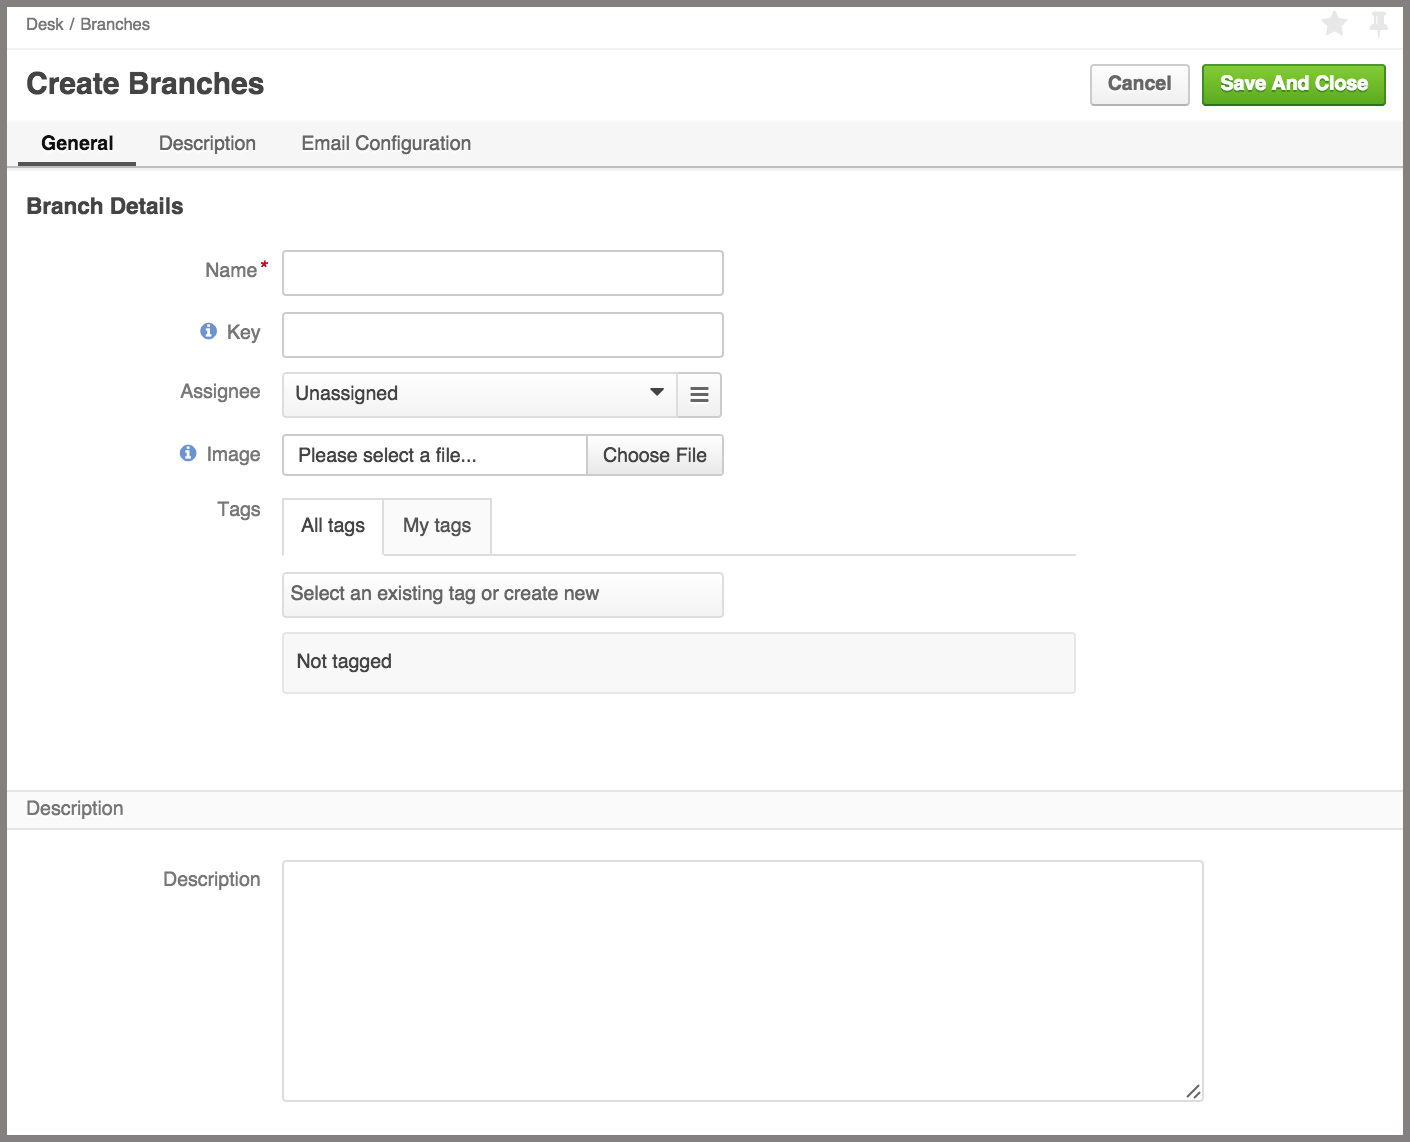 Desk / Branches
Create Branches
Cancel
Save And Close
General
Description
Email Configuration
Branch Details
Name*
Key
Assignee
Unassigned
Image
Please select a file...
Choose File
Tags
All tags
My tags
Select an existing tag or create new
Not tagged
Description
Description